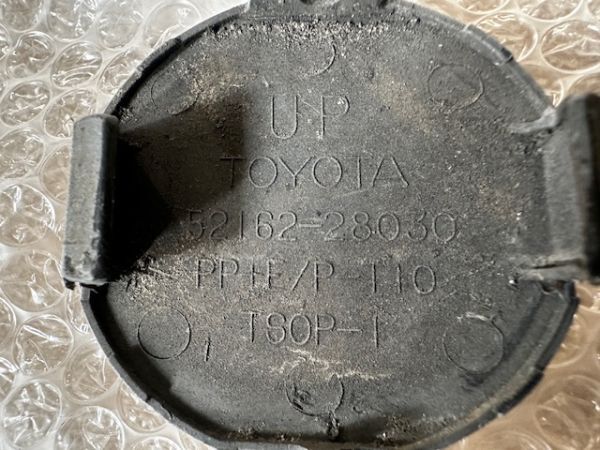 UP
TOYOTA
52162-28030
PP+E/P-T10
TSOP-1